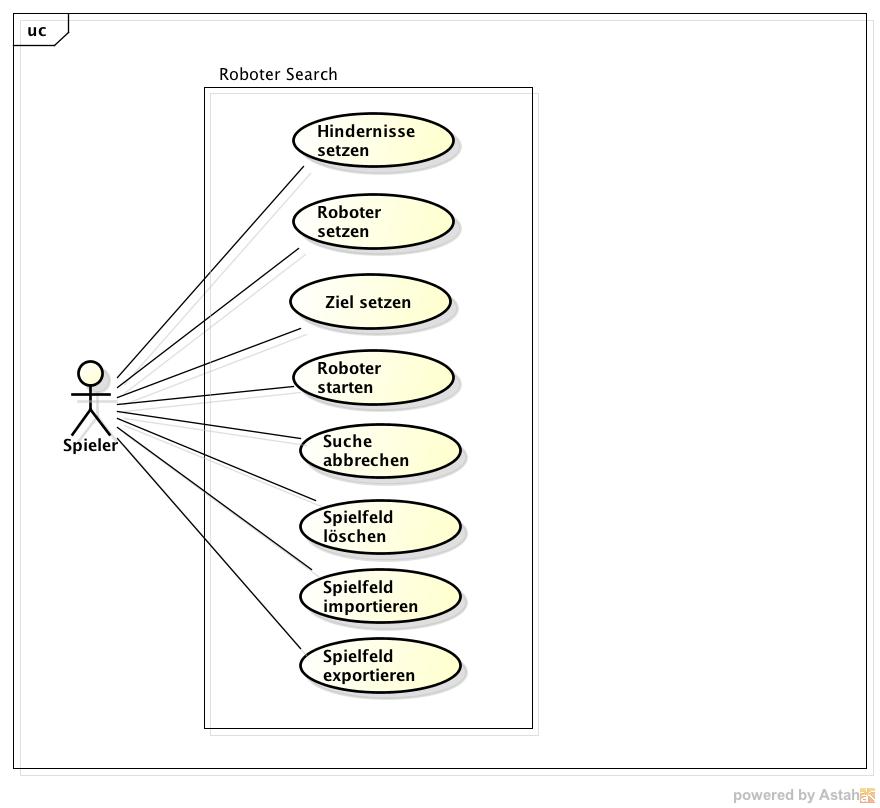 uc
Roboter Search
Hindernisse
setzen
Roboter
setzen
Ziel setzen
Roboter
starten
Spieler
Suche
abbrechen
Spielfeld
löschen
Spielfeld
importieren
Spielfeld
exportieren
powered by Astah